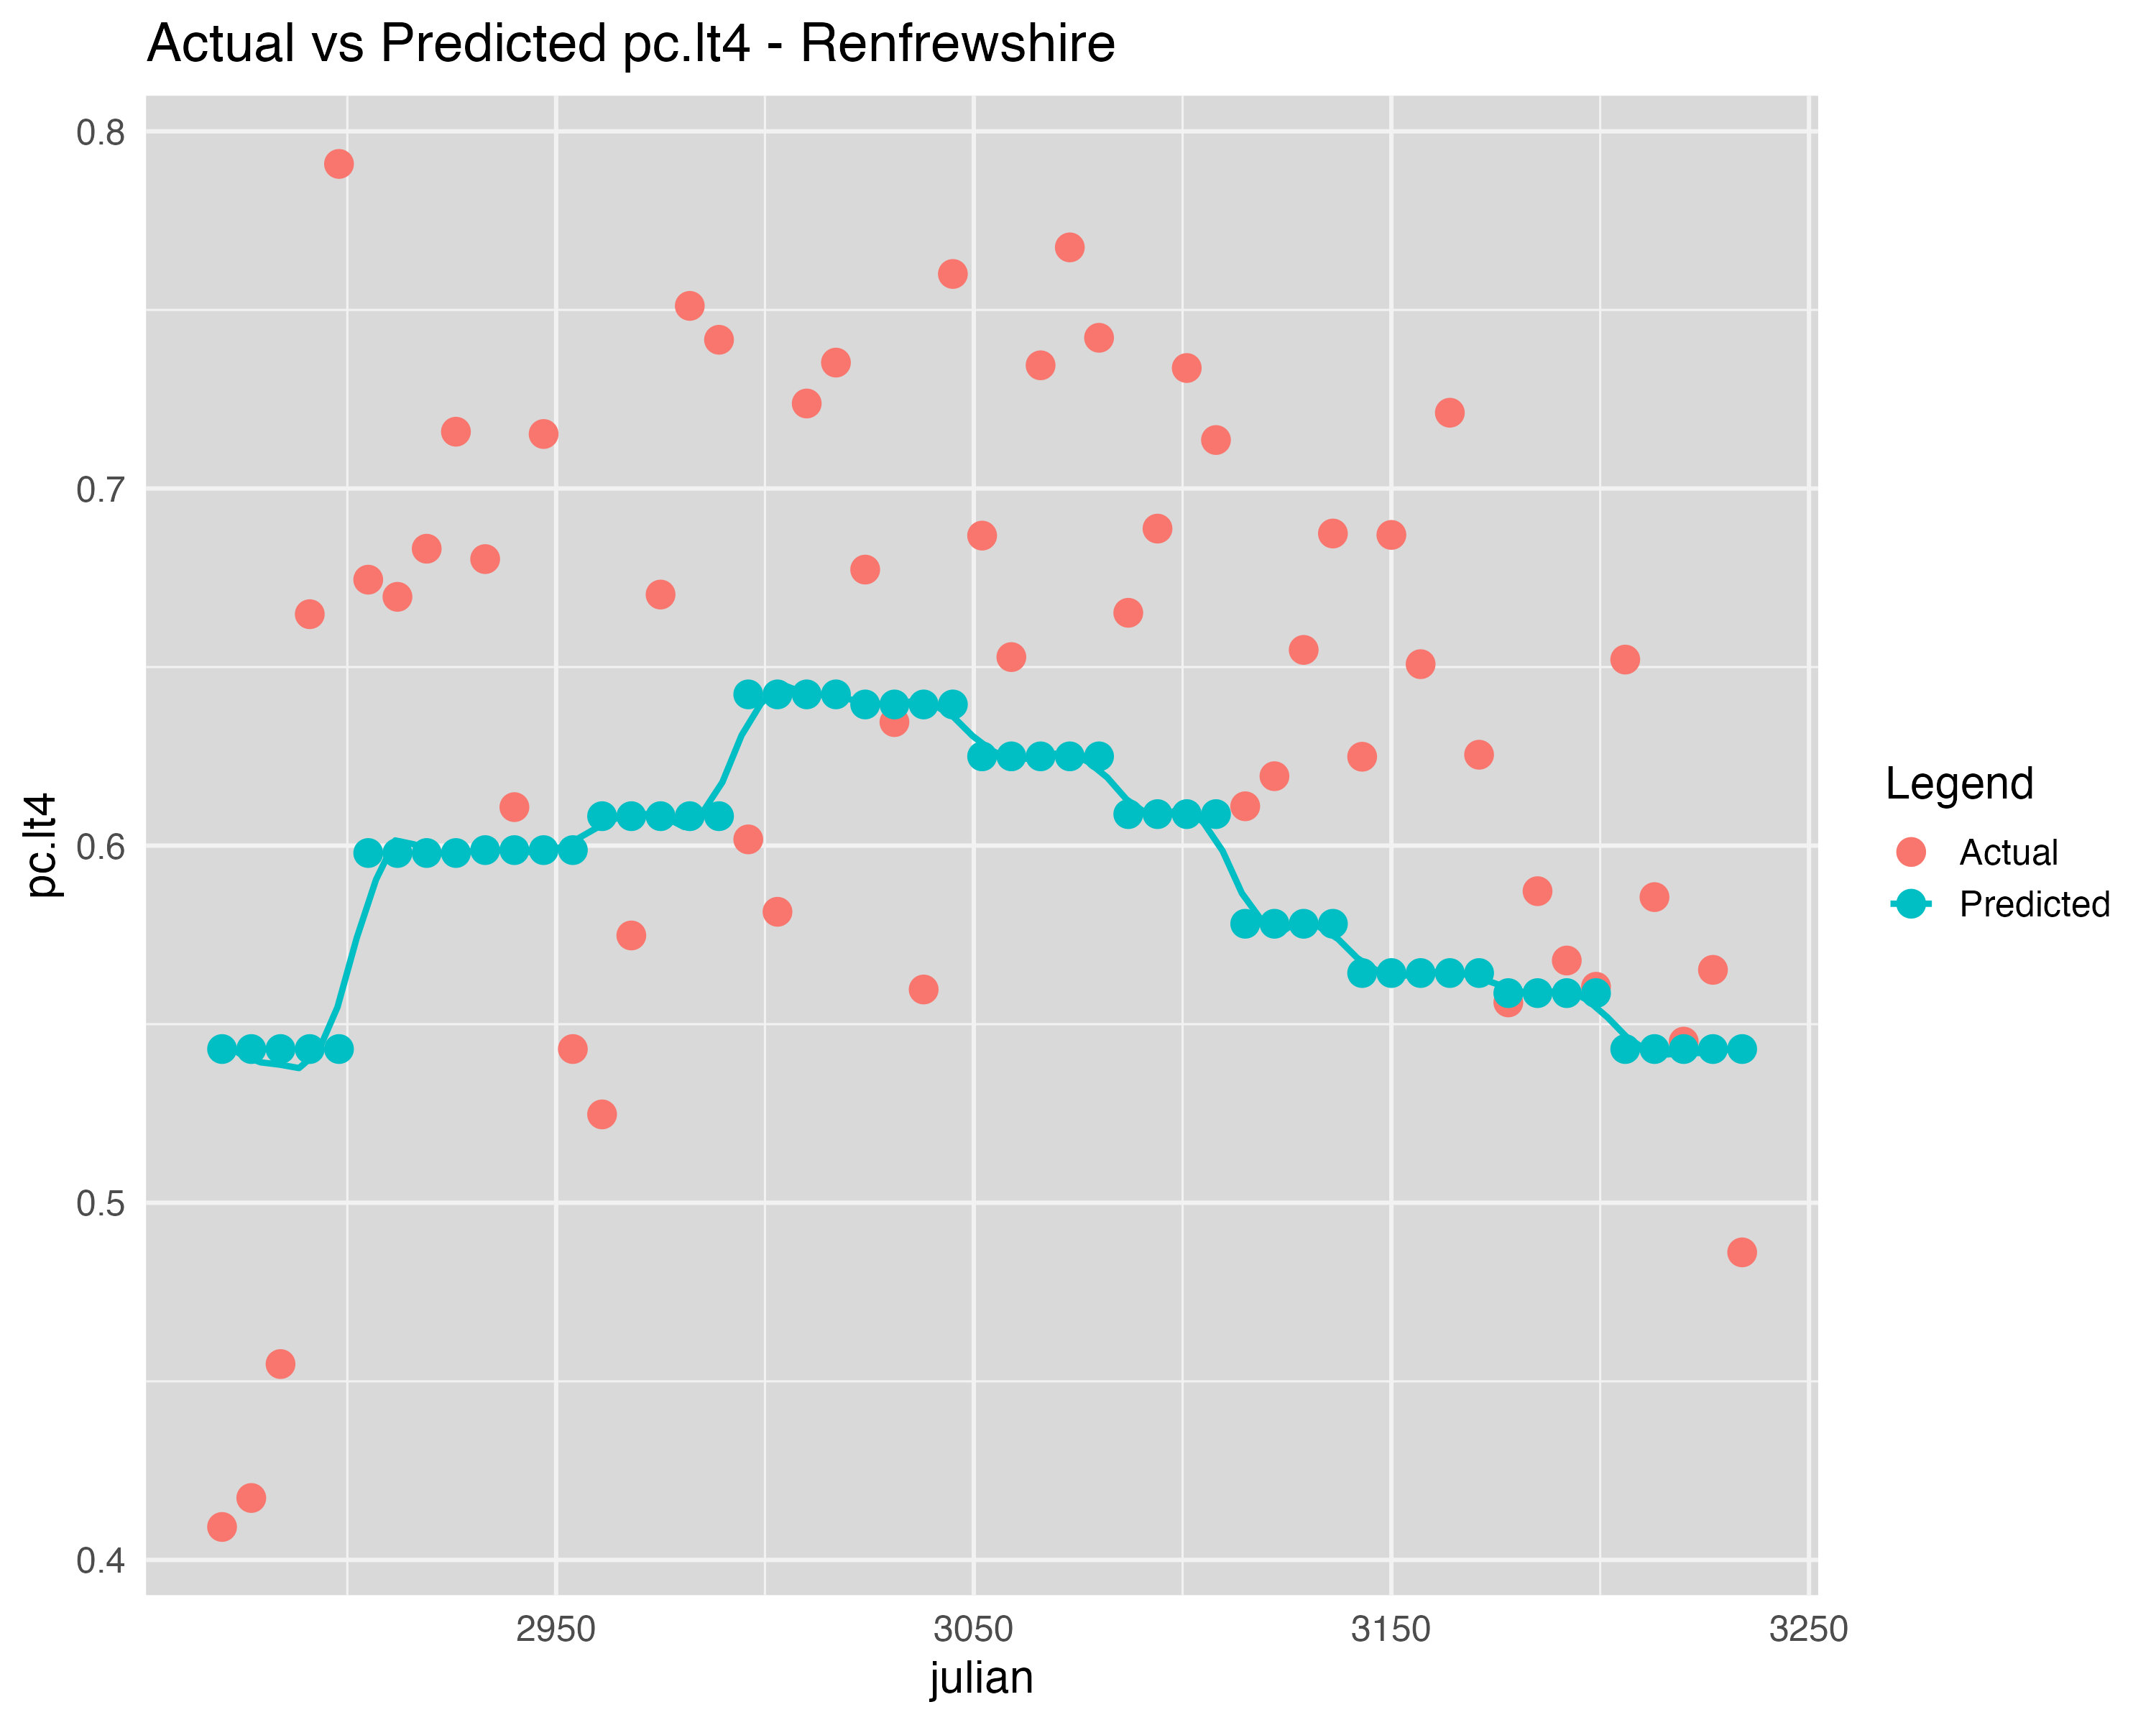 Actual vs Predicted pc.lt4 - Renfrewshire
0.8
0.7
0.6
0.5
0.4
pc.lt4
2950 3050 3150 3250
julian
Legend
Actual
Predicted